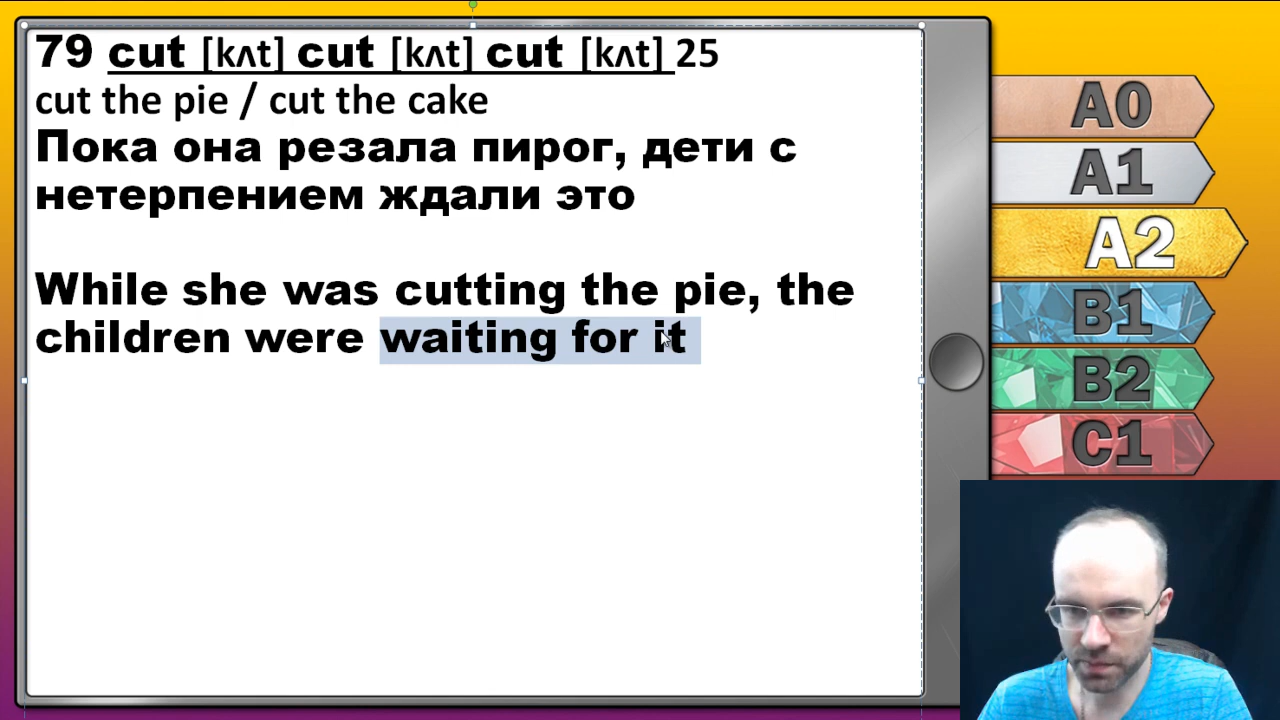 79 cut [kʌt] cut [kʌt] cut [kʌt] 25
cut the pie / cut the cake
Пока она резала пирог, дети с
нетерпением ждали это
While she was cutting the pie, the
children were waiting for it
A0
A1
A2
B1
B2
C1